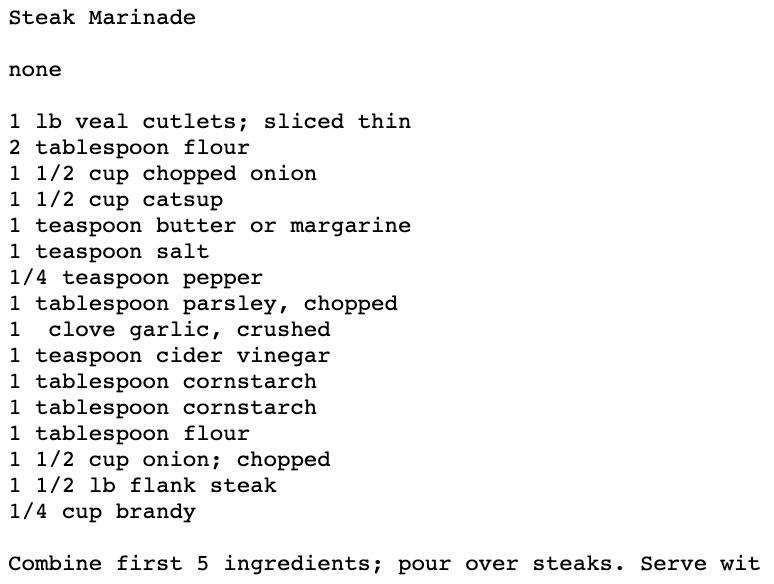 Steak Marinade
none
1 lb veal cutlets; sliced thin
2 tablespoon flour
1 1/2 cup chopped onion
1 1/2 cup catsup
1 teaspoon butter or margarine
1 teaspoon salt
1/4 teaspoon pepper
1 tablespoon parsley, chopped
1  clove garlic, crushed
1 teaspoon cider vinegar
1 tablespoon cornstarch
1 tablespoon cornstarch
1 tablespoon flour
1 1/2 cup onion; chopped
1 1/2 lb flank steak
1/4 cup brandy
Combine first 5 ingredients; pour over steaks. Serve wit